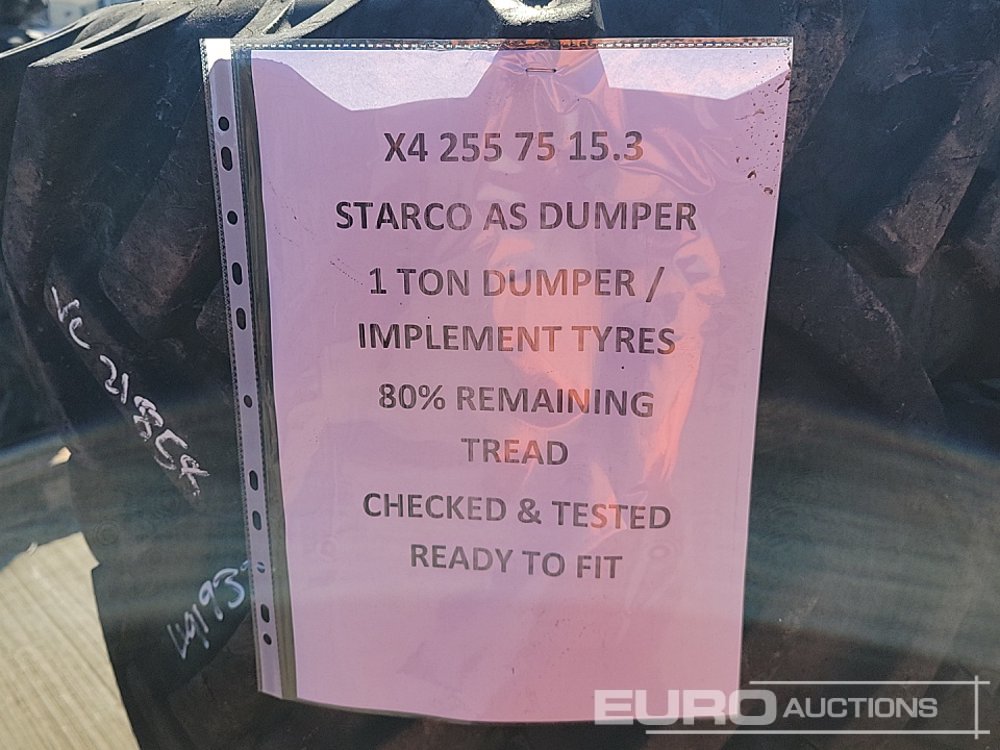 X4 255 75 15.3
STARCO AS DUMPER
1 TON DUMPER /
IMPLEMENT TYRES
80% REMAINING
TREAD
CHECKED & TESTED
READY TO FIT
EURO AUCTIONS